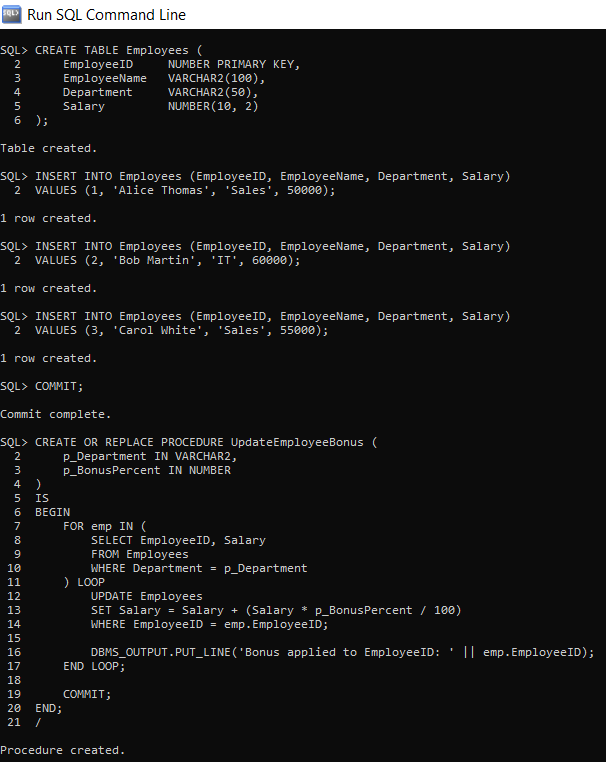 Run SQL Command Line
SQL> CREATE TABLE Employees (
  2      EmployeeID     NUMBER PRIMARY KEY,
  3      EmployeeName   VARCHAR2(100),
  4      Department     VARCHAR2(50),
  5      Salary         NUMBER(10, 2)
  6  );

Table created.

SQL> INSERT INTO Employees (EmployeeID, EmployeeName, Department, Salary)
  2  VALUES (1, 'Alice Thomas', 'Sales', 50000);

1 row created.

SQL> INSERT INTO Employees (EmployeeID, EmployeeName, Department, Salary)
  2  VALUES (2, 'Bob Martin', 'IT', 60000);

1 row created.

SQL> INSERT INTO Employees (EmployeeID, EmployeeName, Department, Salary)
  2  VALUES (3, 'Carol White', 'Sales', 55000);

1 row created.

SQL> COMMIT;

Commit complete.

SQL> CREATE OR REPLACE PROCEDURE UpdateEmployeeBonus (
  2      p_Department IN VARCHAR2,
  3      p_BonusPercent IN NUMBER
  4  )
  5  IS
  6  BEGIN
  7      FOR emp IN (
  8          SELECT EmployeeID, Salary
  9          FROM Employees
 10          WHERE Department = p_Department
 11      ) LOOP
 12          UPDATE Employees
 13          SET Salary = Salary + (Salary * p_BonusPercent / 100)
 14          WHERE EmployeeID = emp.EmployeeID;
 15
 16          DBMS_OUTPUT.PUT_LINE('Bonus applied to EmployeeID: ' || emp.EmployeeID);
 17      END LOOP;
 18
 19      COMMIT;
 20  END;
 21  /

Procedure created.